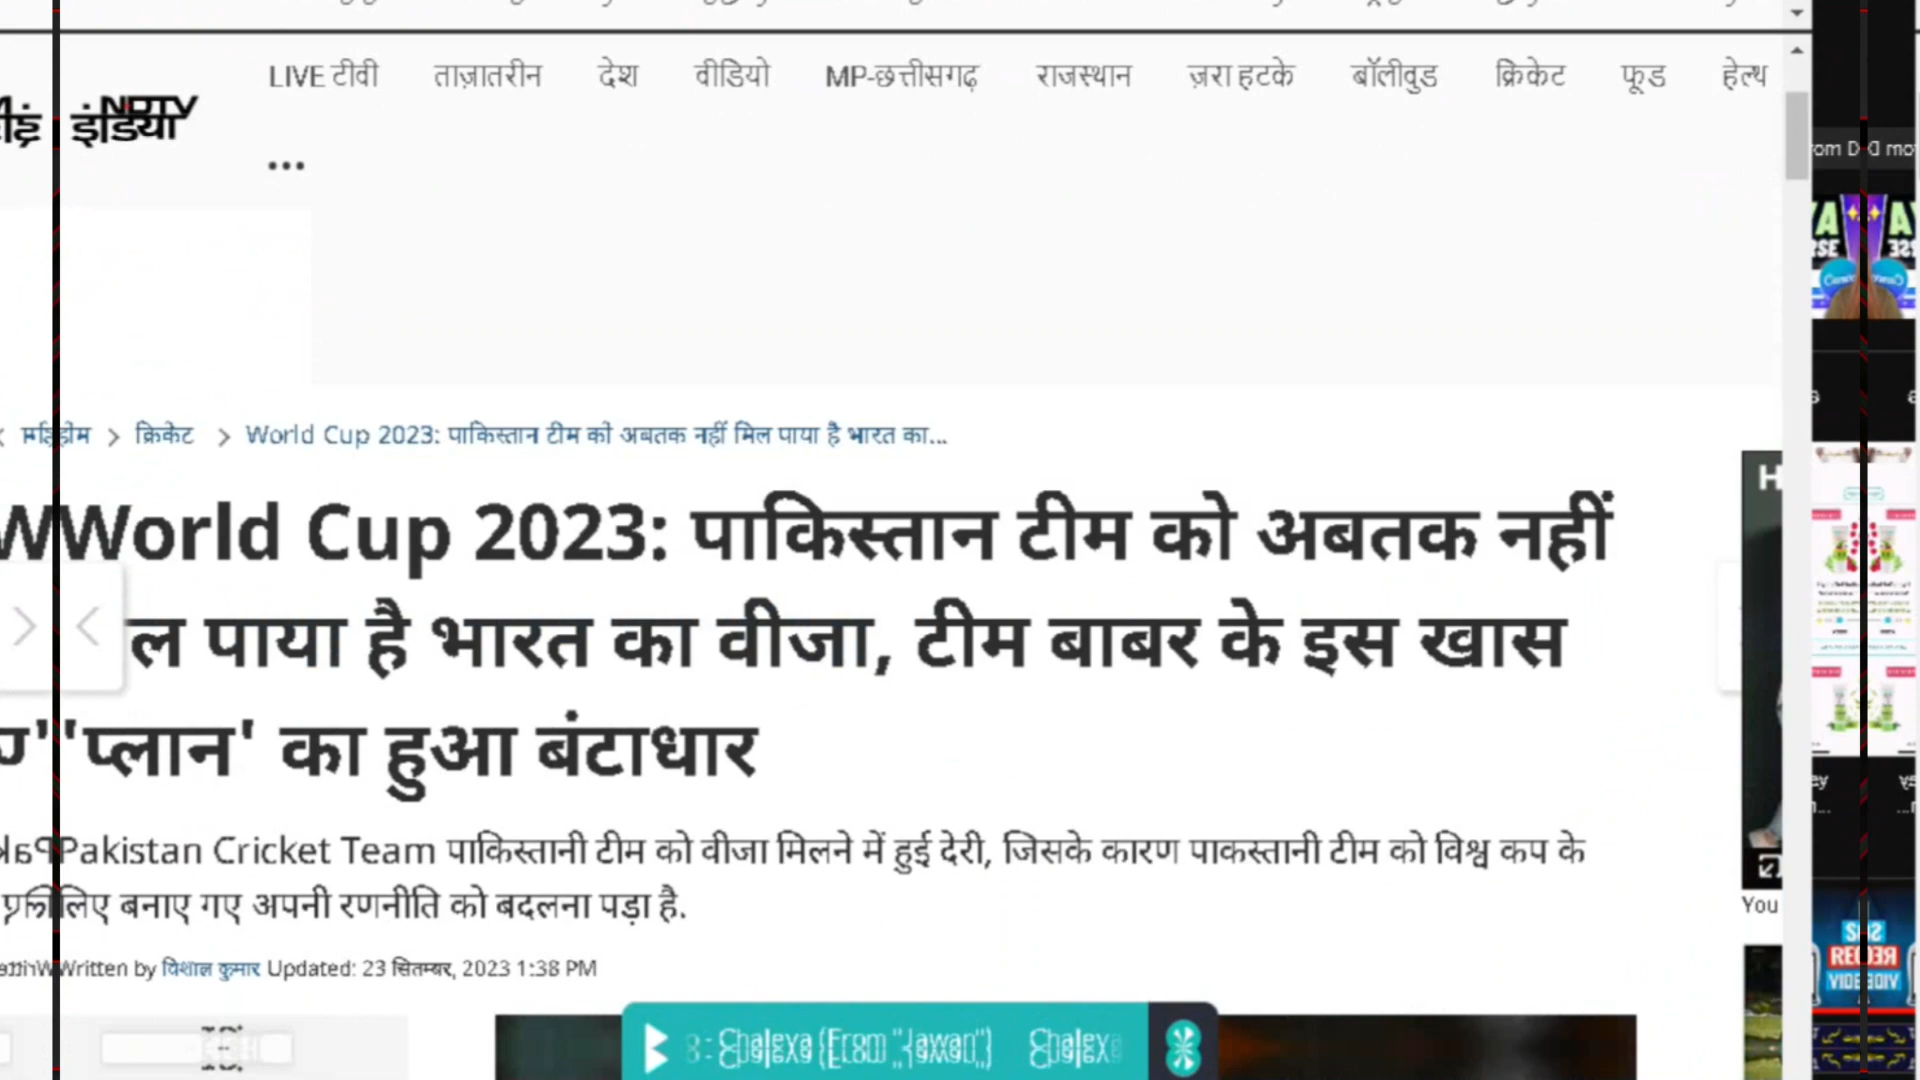 LIVE टीवी ताज़ातरीन देश वीडियो MP-छत्तीसगढ़ राजस्थान ज़रा हटके बॉलीवुड क्रिकेट फूड हेल्थ
NDTV
इंडिया
•••
> क्रिकेट > World Cup 2023: पाकिस्तान टीम को अबतक नहीं मिल पाया है भारत का...
World Cup 2023: पाकिस्तान टीम को अबतक नहीं
ल पाया है भारत का वीजा, टीम बाबर के इस खास
'प्लान' का हुआ बंटाधार
Pakistan Cricket Team पाकिस्तानी टीम को वीजा मिलने में हुई देरी, जिसके कारण पाकस्तानी टीम को विश्व कप के
लिए बनाए गए अपनी रणनीति को बदलना पड़ा है.
Written by विशाल कुमार Updated: 23 सितम्बर, 2023 1:38 PM
You